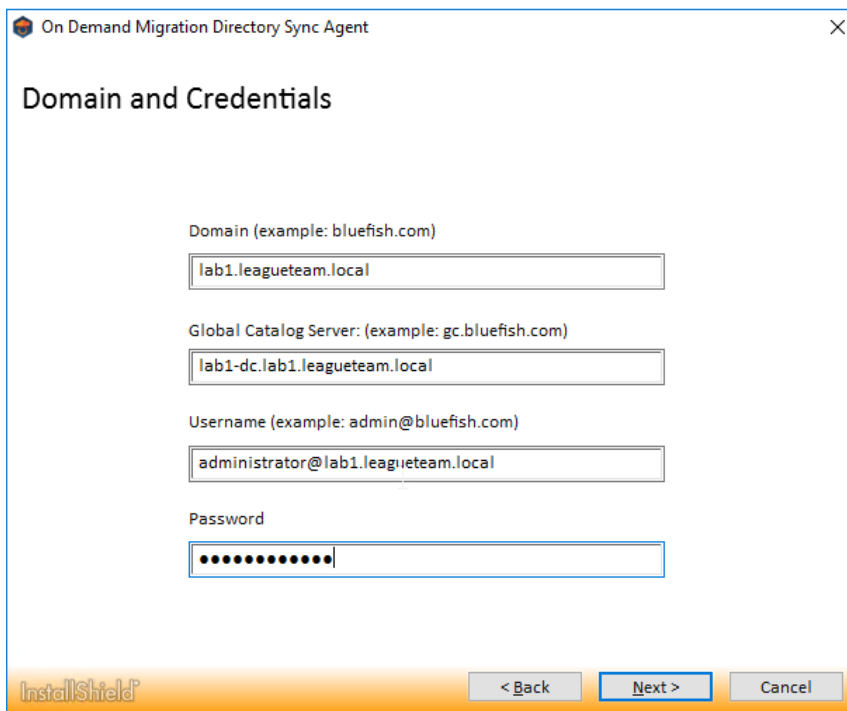 On Demand Migration Directory Sync Agent
Domain and Credentials
Domain (example: bluefish.com)
lab1.leagueteam.local
Global Catalog Server: (example: gc.bluefish.com)
lab1-dc.lab1.leagueteam.local
Username (example: admin@bluefish.com)
administrator@lab1.leagueteam.local
Password
●●●●●●●●●●●●
InstallShield
< Back
Next >
Cancel